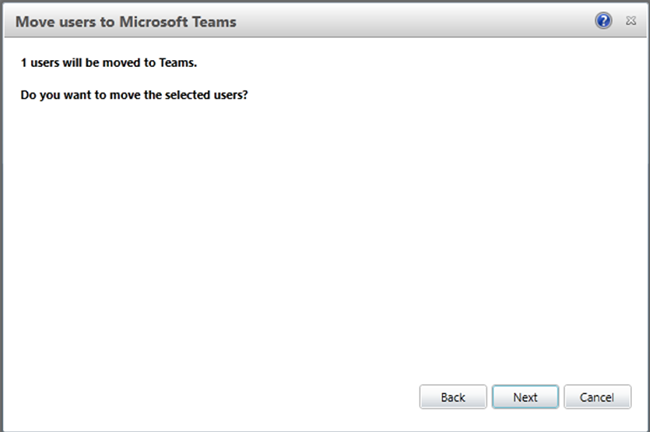 Move users to Microsoft Teams
?
1 users will be moved to Teams.
Do you want to move the selected users?
Back Next Cancel